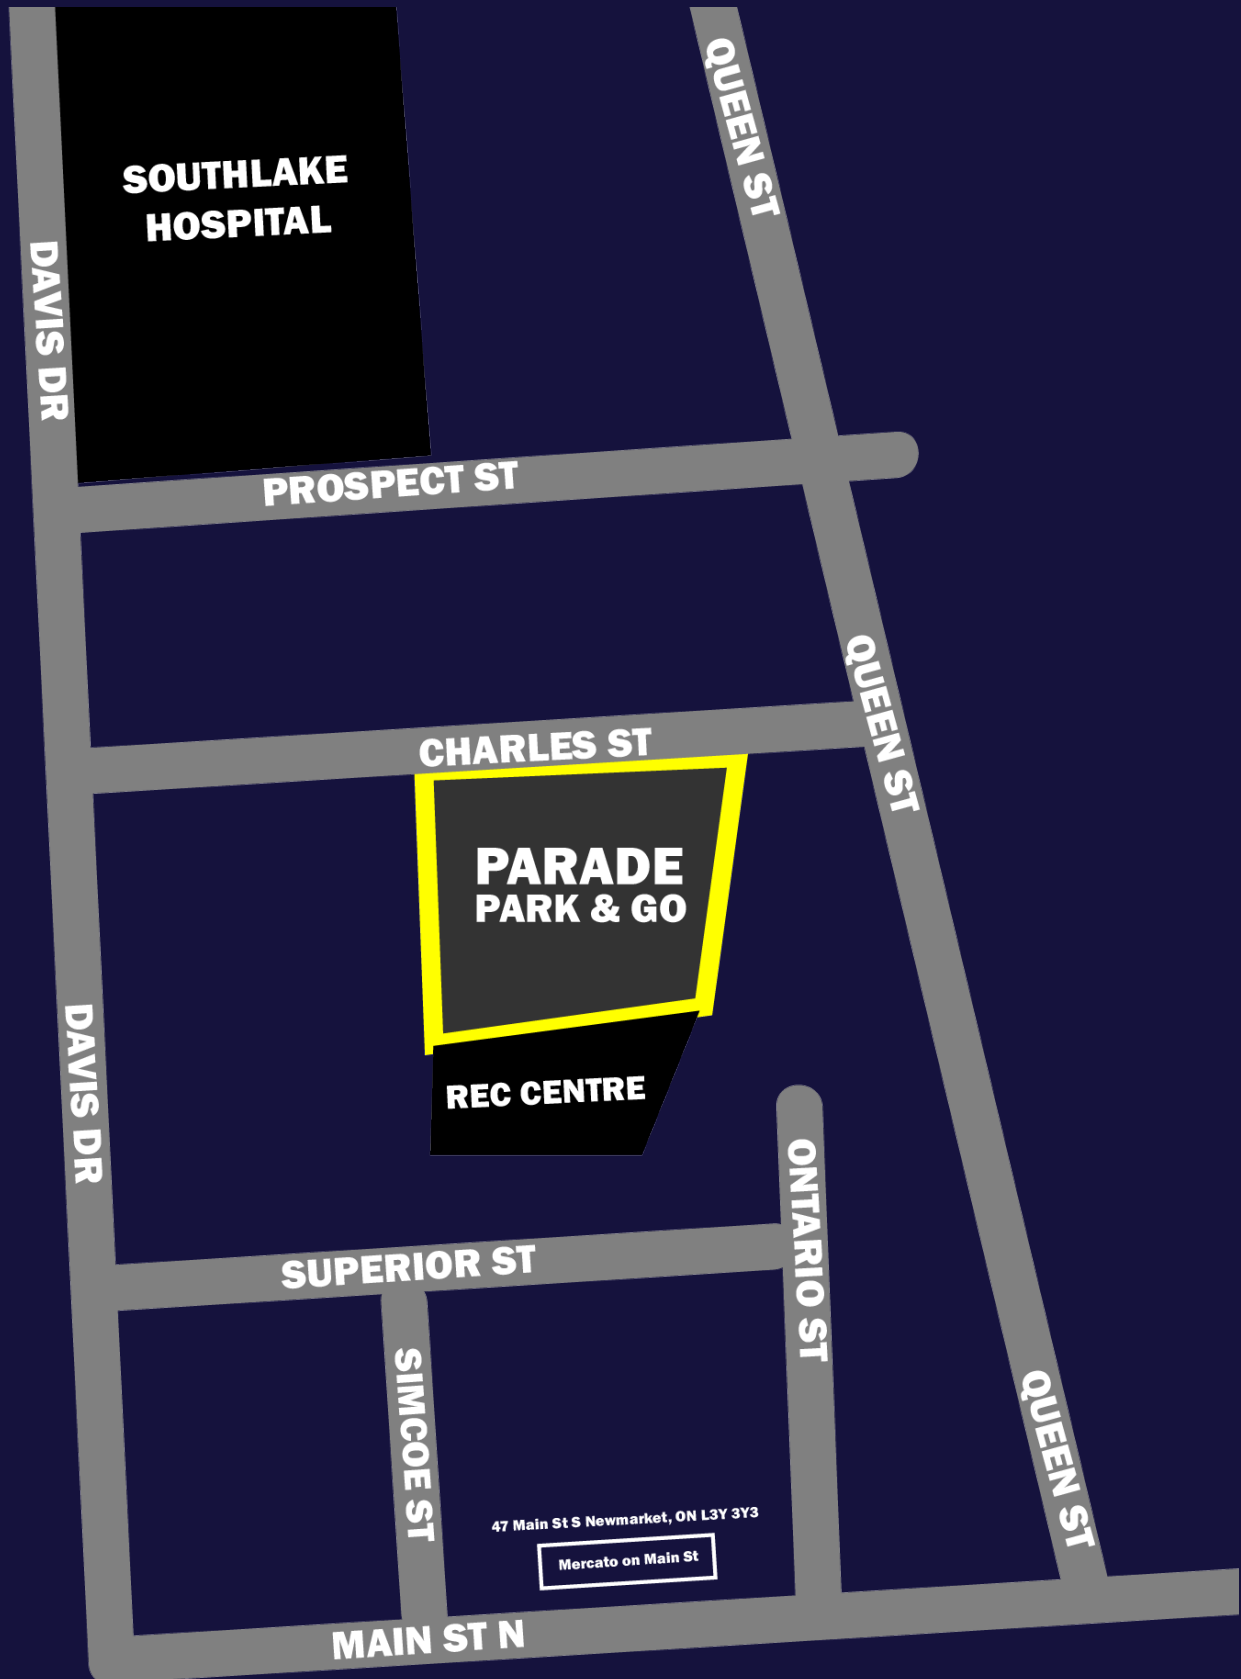 QUEEN ST
SOUTHLAKE
HOSPITAL
DAVIS DR
PROSPECT ST
QUEEN ST
CHARLES ST
PARADE
PARK & GO
DAVIS DR
REC CENTRE
ONTARIO ST
SUPERIOR ST
SIMCOE ST
QUEEN ST
47 Main St S Newmarket, ON L3Y 3Y3
Mercato on Main St
MAIN ST N